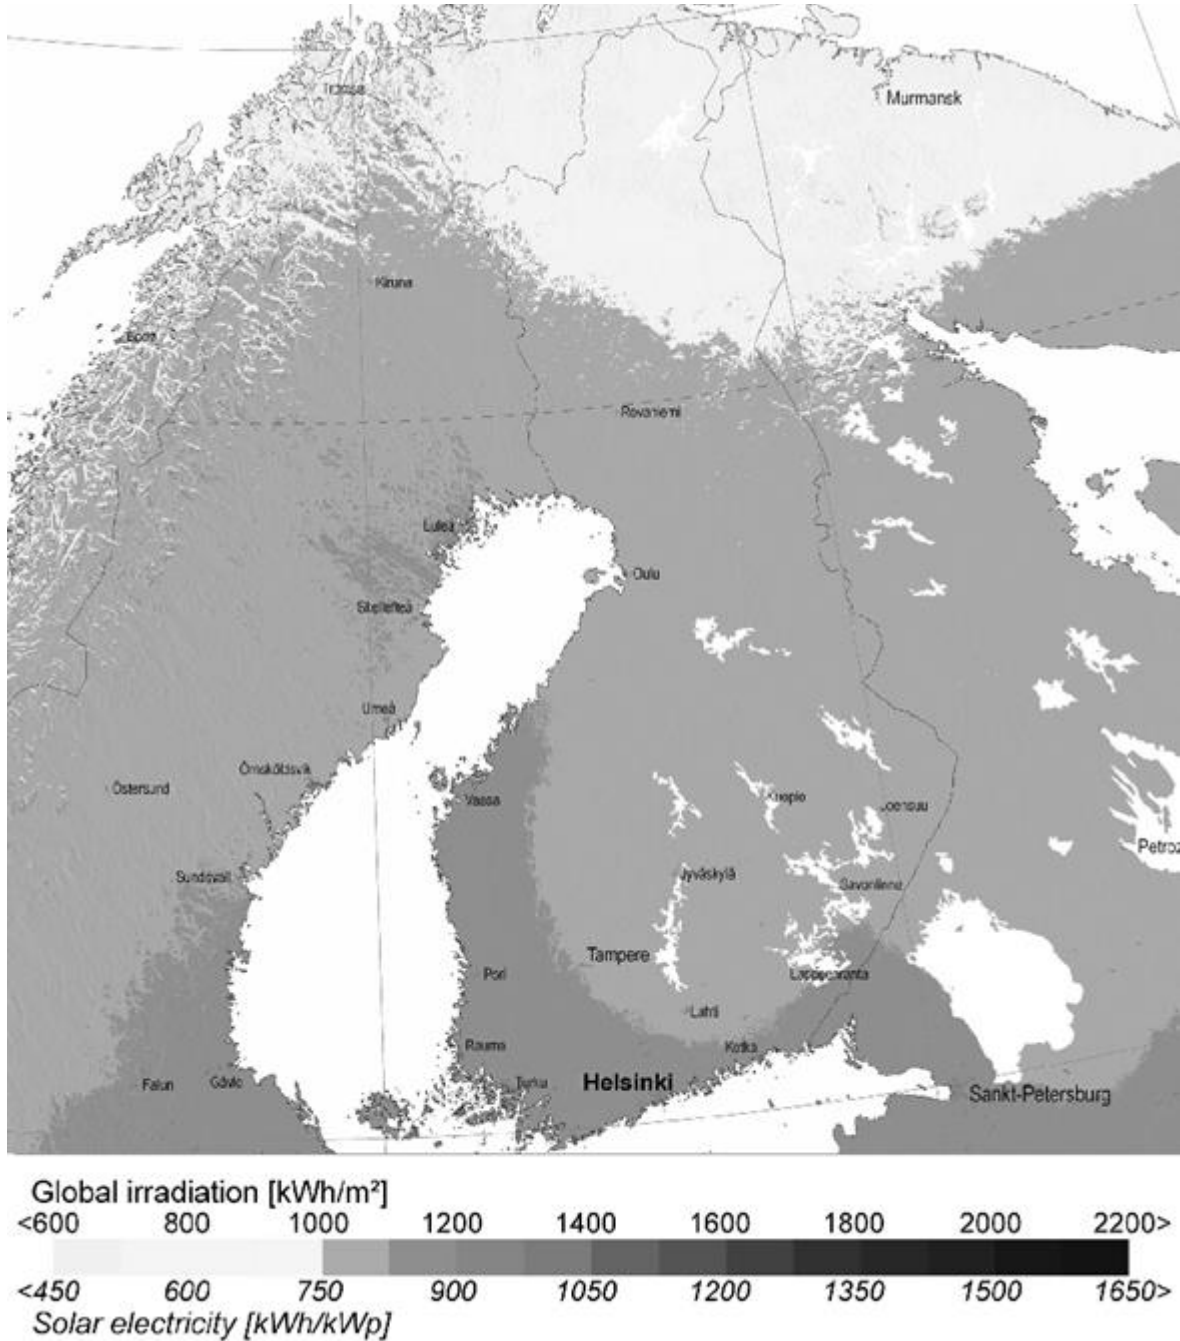 Tromsø
Murmansk
Kiruna
Bodø
Rovaniemi
Luleå
Oulu
Skellefteå
Umeå
Örnsköldsvik
Östersund
Vaasa
Kuopio
Joensuu
Petroz
Sundsvall
Jyväskylä
Savonlinna
Tampere
Pori
Lappeenranta
Lahti
Rauma
Kotka
Falun
Gävle
Turku
Helsinki
Sankt-Petersburg
Global irradiation [kWh/m²]
<600 800 1000 1200 1400 1600 1800 2000 2200>
<450 600 750 900 1050 1200 1350 1500 1650>
Solar electricity [kWh/kWp]